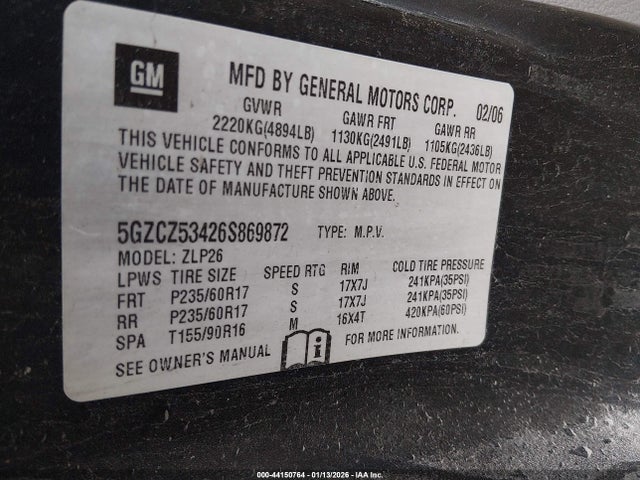 GM
MFD BY GENERAL MOTORS CORP. 02/06
GVWR GAWR FRT GAWR RR
2220KG(4894LB) 1130KG(2491LB) 1105KG(2436LB)
THIS VEHICLE CONFORMS TO ALL APPLICABLE U.S. FEDERAL MOTOR
VEHICLE SAFETY AND THEFT PREVENTION STANDARDS IN EFFECT ON
THE DATE OF MANUFACTURE SHOWN ABOVE.
5GZCZ53426S869872 TYPE: M.P.V.
MODEL: ZLP26
LPWS TIRE SIZE SPEED RTG RIM COLD TIRE PRESSURE
FRT P235/60R17 S 17X7J 241KPA(35PSI)
RR P235/60R17 S 17X7J 241KPA(35PSI)
SPA T155/90R16 M 16X4T 420KPA(60PSI)
SEE OWNER'S MANUAL i FOR MORE INFORMATION.
000-44150764 - 01/13/2026 - IAA Inc.